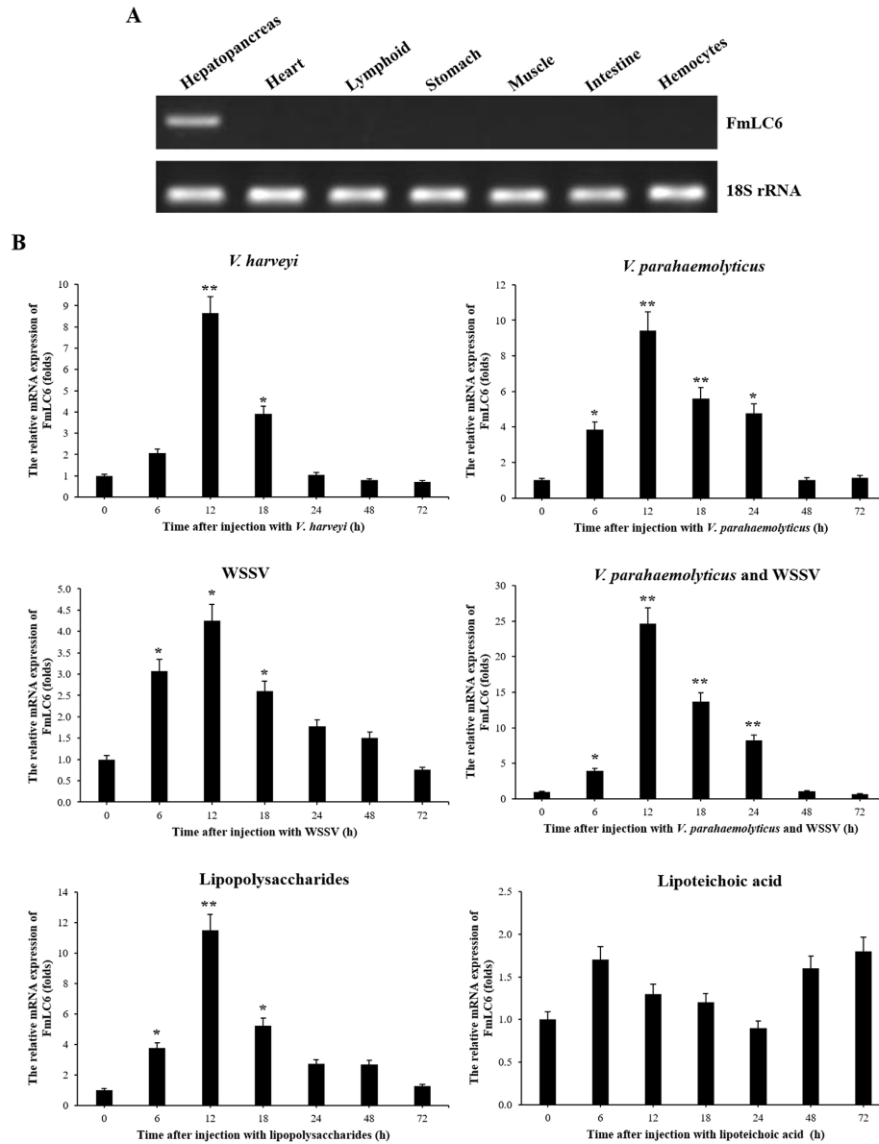 A
Hepatopancreas
Heart
Lymphoid
Stomach
Muscle
Intestine
Hemocytes
FmLC6
18S rRNA
B
V. harveyi
The relative mRNA expression of
FmLC6 (folds)
10
9
8
7
6
5
4
3
2
1
0
**
*
0 6 12 18 24 48 72
Time after injection with V. harveyi (h)
V. parahaemolyticus
The relative mRNA expression of
FmLC6 (folds)
12
10
8
6
4
2
0
*
**
**
*
0 6 12 18 24 48 72
Time after injection with V. parahaemolyticus (h)
WSSV
The relative mRNA expression of
FmLC6 (folds)
5.0
4.5
4.0
3.5
3.0
2.5
2.0
1.5
1.0
0.5
0.0
*
*
*
0 6 12 18 24 48 72
Time after injection with WSSV (h)
V. parahaemolyticus and WSSV
The relative mRNA expression of
FmLC6 (folds)
30
25
20
15
10
5
0
*
**
**
**
0 6 12 18 24 48 72
Time after injection with V. parahaemolyticus and WSSV (h)
Lipopolysaccharides
The relative mRNA expression of
FmLC6 (folds)
14
12
10
8
6
4
2
0
*
**
*
0 6 12 18 24 48 72
Time after injection with lipopolysaccharides (h)
Lipoteichoic acid
The relative mRNA expression of
FmLC6 (folds)
2.5
2.0
1.5
1.0
0.5
0.0
0 6 12 18 24 48 72
Time after injection with lipoteichoic acid (h)